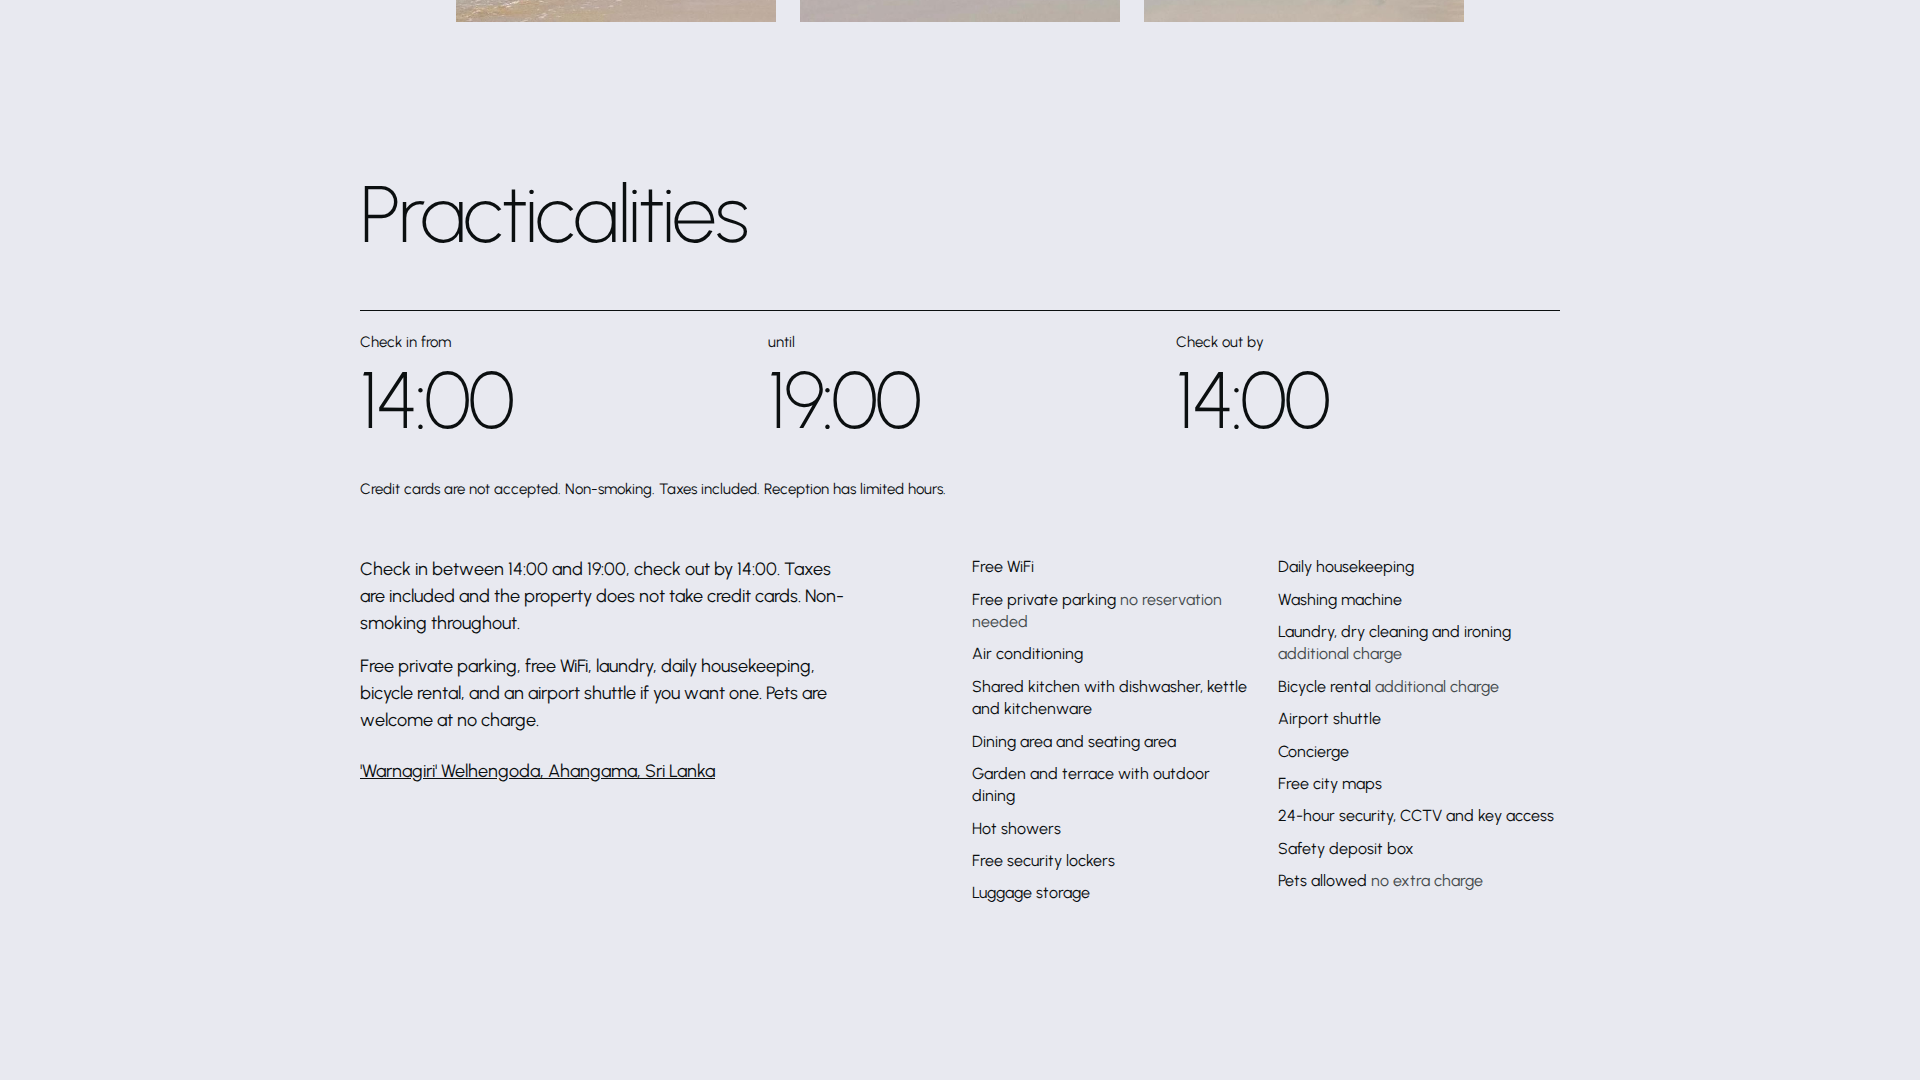 Practicalities
Check in from
14:00
until
19:00
Check out by
14:00
Credit cards are not accepted. Non-smoking. Taxes included. Reception has limited hours.
Check in between 14:00 and 19:00, check out by 14:00. Taxes
are included and the property does not take credit cards. Non-
smoking throughout.
Free private parking, free WiFi, laundry, daily housekeeping,
bicycle rental, and an airport shuttle if you want one. Pets are
welcome at no charge.
'Warnagiri' Welhengoda, Ahangama, Sri Lanka
Free WiFi
Free private parking no reservation
needed
Air conditioning
Shared kitchen with dishwasher, kettle
and kitchenware
Dining area and seating area
Garden and terrace with outdoor
dining
Hot showers
Free security lockers
Luggage storage
Daily housekeeping
Washing machine
Laundry, dry cleaning and ironing
additional charge
Bicycle rental additional charge
Airport shuttle
Concierge
Free city maps
24-hour security, CCTV and key access
Safety deposit box
Pets allowed no extra charge